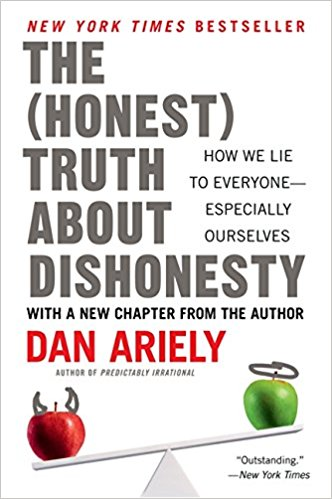 NEW YORK TIMES BESTSELLER
THE
(HONEST)
TRUTH
ABOUT
DISHONESTY
HOW WE LIE
TO EVERYONE—
ESPECIALLY
OURSELVES
WITH A NEW CHAPTER FROM THE AUTHOR
DAN ARIELY
AUTHOR OF PREDICTABLY IRRATIONAL
"Outstanding."
—New York Times